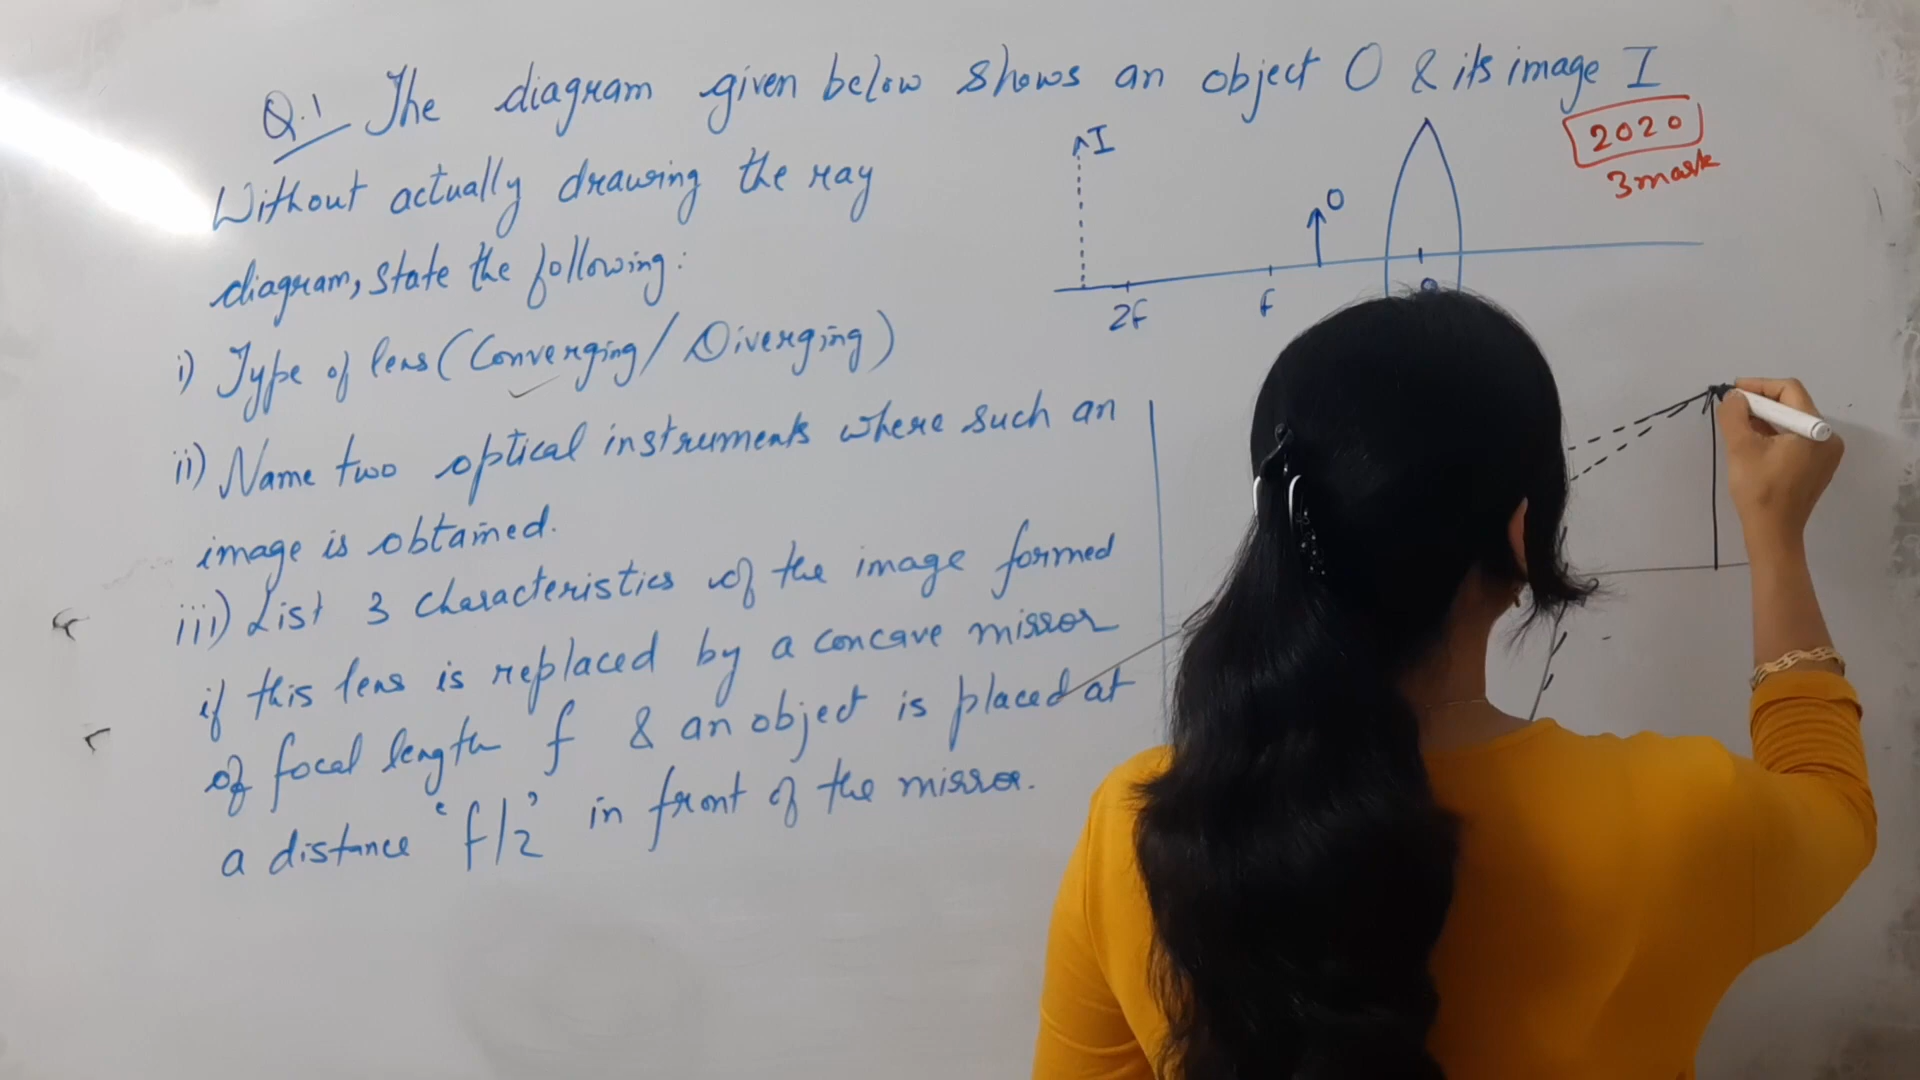 Q.1 The diagram given below shows an object O & its image I
Without actually drawing the ray
diagram, state the following:
i) Type of lens (Converging/ Diverging)
ii) Name two optical instruments where such an
image is obtained.
iii) List 3 characteristics of the image formed
if this lens is replaced by a concave mirror
of focal length f & an object is placed at
a distance 'f/2' in front of the mirror.
2020
3 mark
I
O
2F
F